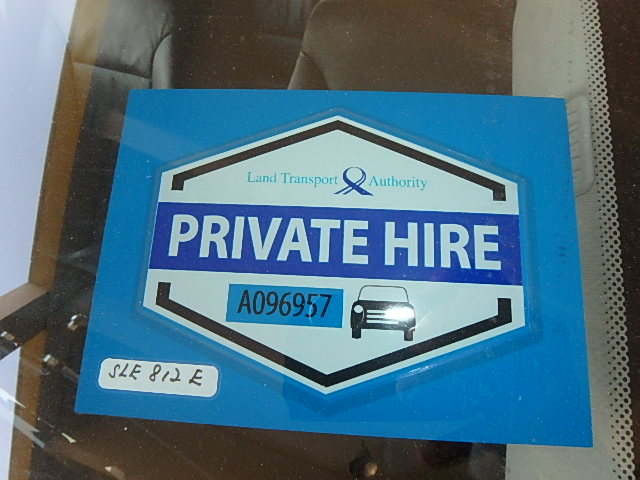 Land Transport Authority
PRIVATE HIRE
A096957
SLE 812 E